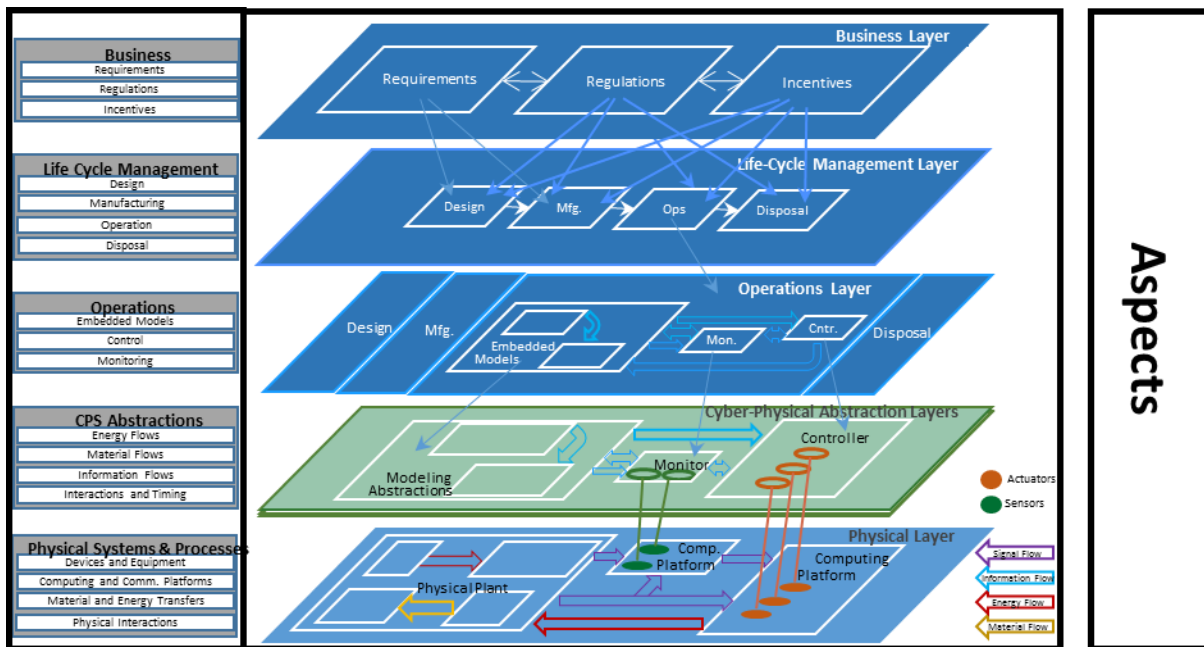 Business
Requirements
Regulations
Incentives
Life Cycle Management
Design
Manufacturing
Operation
Disposal
Operations
Embedded Models
Control
Monitoring
CPS Abstractions
Energy Flows
Material Flows
Information Flows
Interactions and Timing
Physical Systems & Processes
Devices and Equipment
Computing and Comm. Platforms
Material and Energy Transfers
Physical Interactions
Business Layer
Requirements
Regulations
Incentives
Life-Cycle Management Layer
Design
Mfg.
Ops
Disposal
Operations Layer
Design
Mfg.
Embedded
Models
Mon.
Cntr.
Disposal
Cyber-Physical Abstraction Layers
Modeling
Abstractions
Monitor
Controller
Actuators
Sensors
Physical Layer
Physical Plant
Comp.
Platform
Computing
Platform
Signal Flow
Information Flow
Energy Flow
Material Flow
Aspects